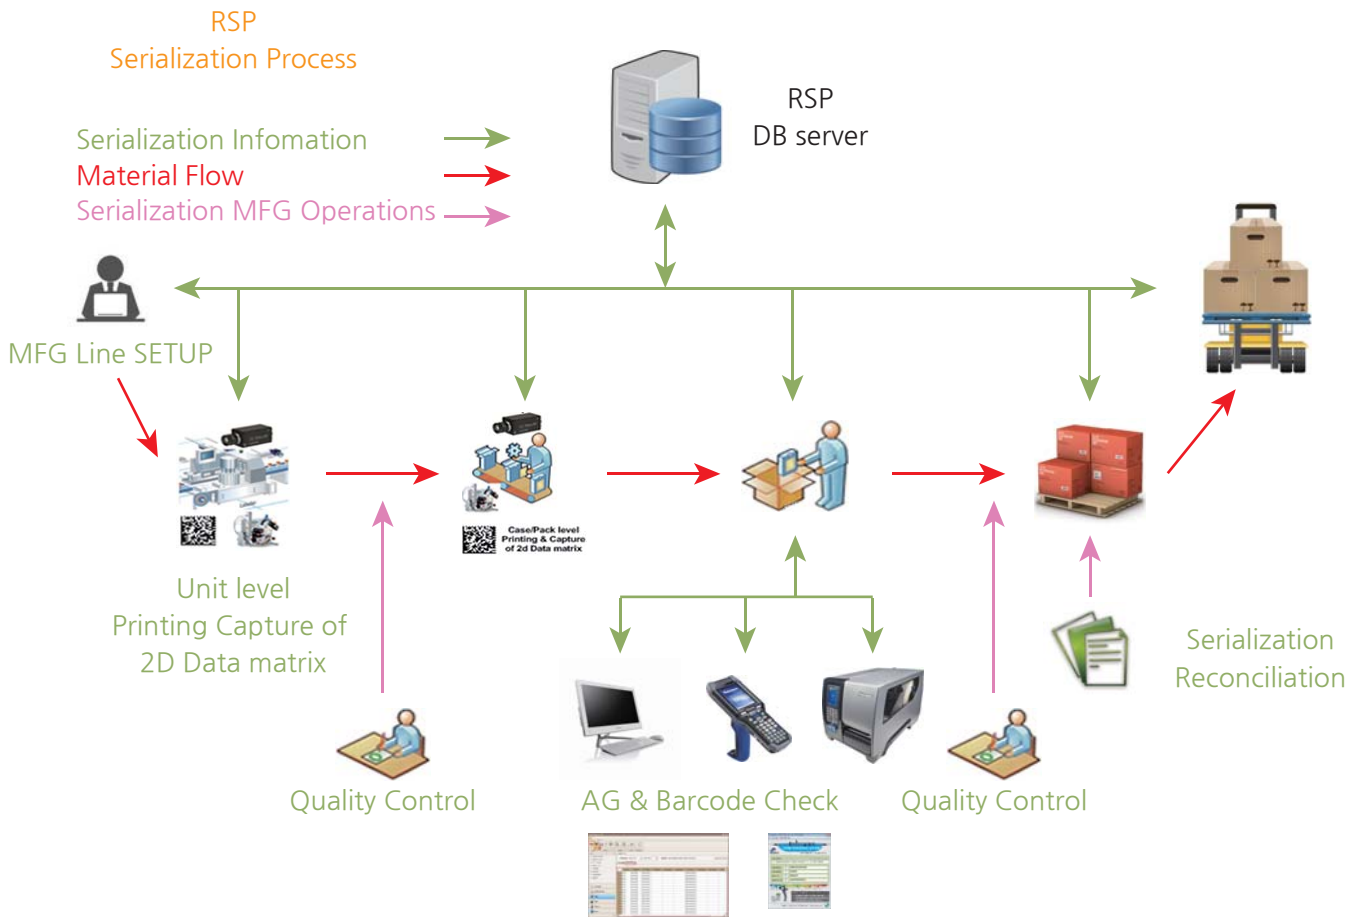 RSP
Serialization Process
RSP
DB server
Serialization Infomation
Material Flow
Serialization MFG Operations
MFG Line SETUP
Case/Pack level
Printing & Capture
of 2d Data matrix
Unit level
Printing Capture of
2D Data matrix
Serialization
Reconciliation
Quality Control
AG & Barcode Check
Quality Control